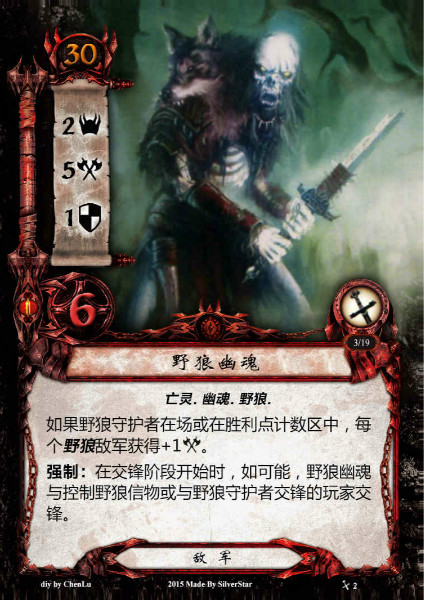 30
2
5
1
6
3/19
野狼幽魂
亡灵. 幽魂. 野狼.
如果野狼守护者在场或在胜利点计数区中，每
个野狼敌军获得+1。
强制：在交锋阶段开始时，如可能，野狼幽魂
与控制野狼信物或与野狼守护者交锋的玩家交
锋。
敌军
diy by ChenLu 2015 Made By SilverStar 2